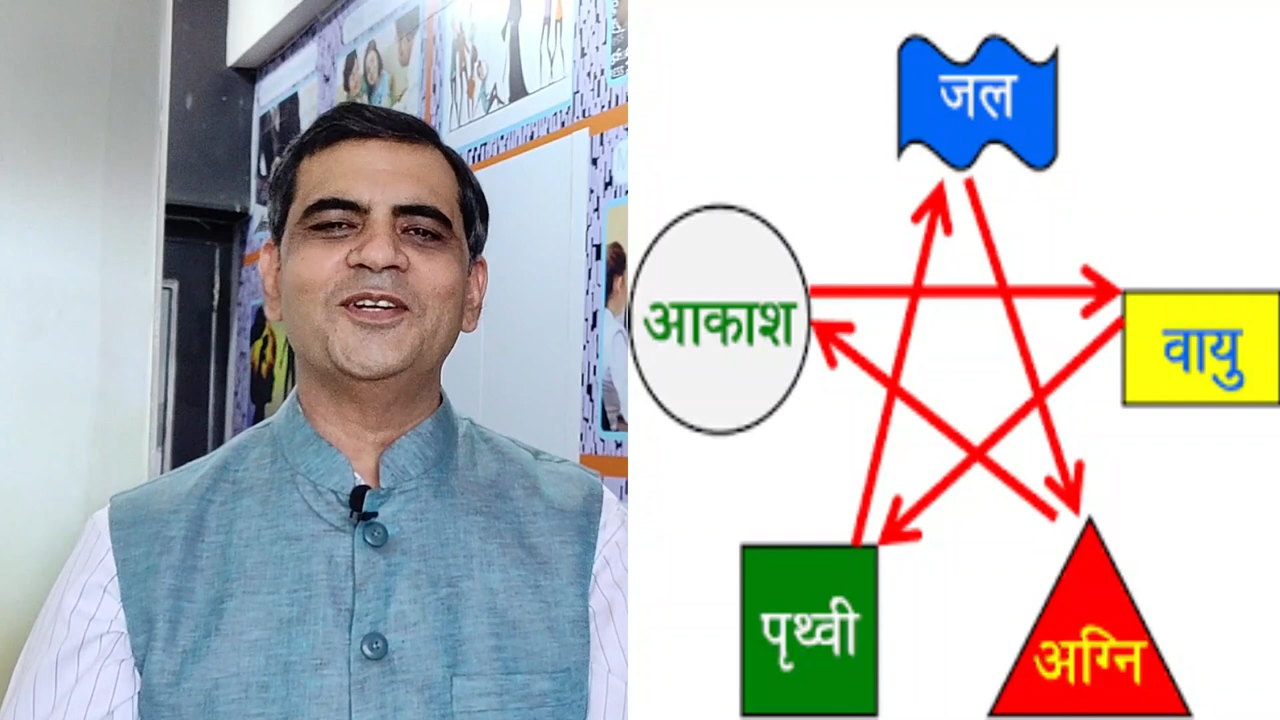 जल
आकाश
वायु
पृथ्वी
अग्नि